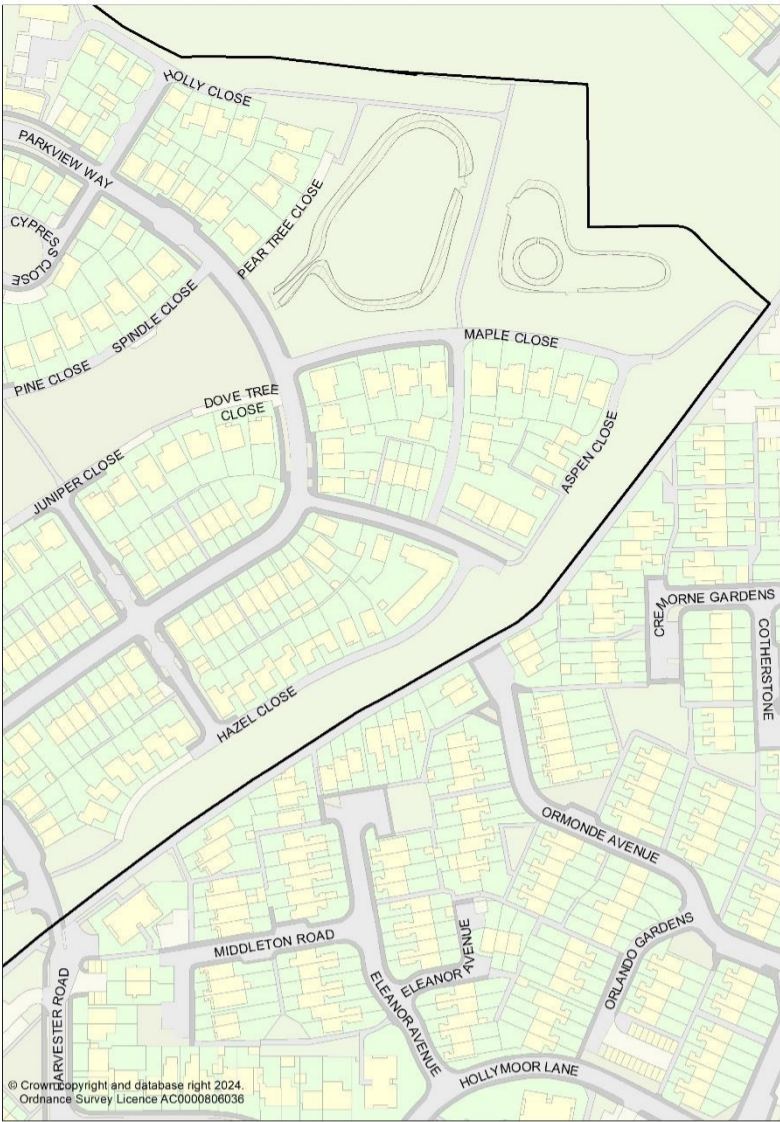 HOLLY CLOSE
PARKVIEW WAY
CYPRESS CLOSE
PEAR TREE CLOSE
SPINDLE CLOSE
PINE CLOSE
MAPLE CLOSE
DOVE TREE
CLOSE
JUNIPER CLOSE
ASPEN CLOSE
CREMORNE GARDENS
COTHERSTONE
HAZEL CLOSE
ORMONDE AVENUE
MIDDLETON ROAD
ELEANOR AVENUE
ELEANOR AVENUE
ORLANDO GARDENS
HARVESTER ROAD
HOLLYMOOR LANE
© Crown copyright and database right 2024.
Ordnance Survey Licence AC0000806036